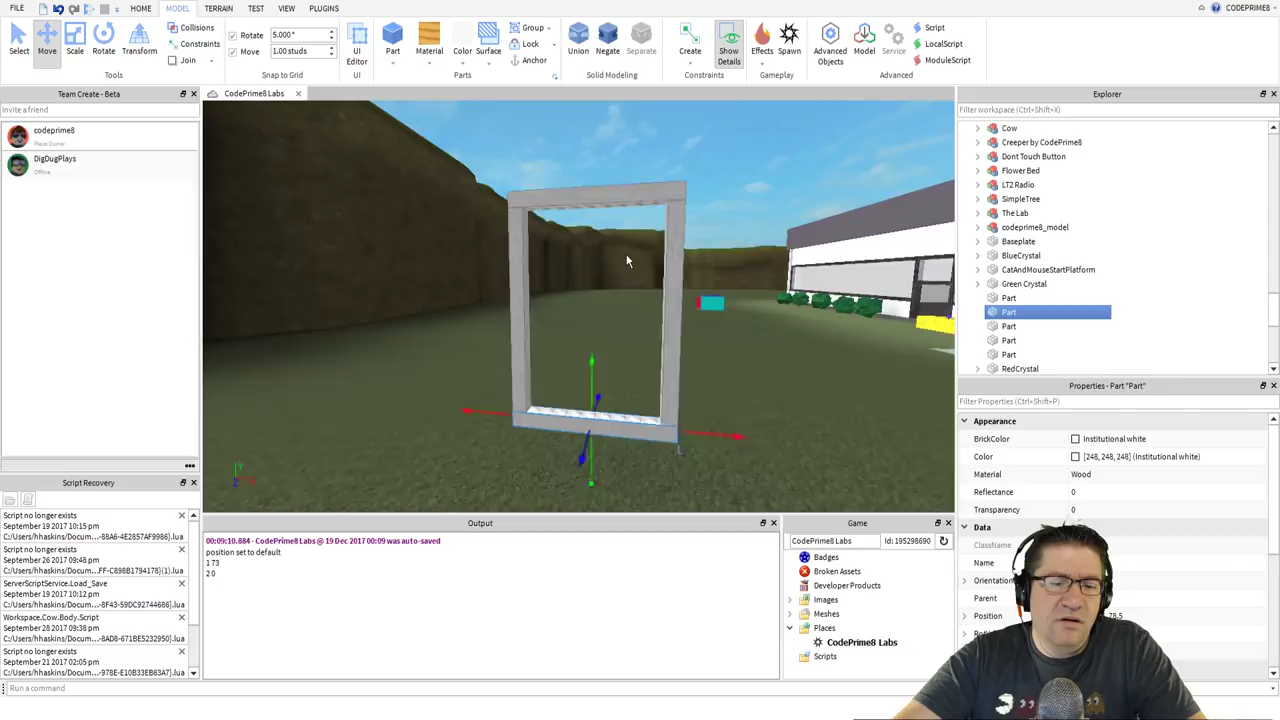 FILE
HOME
MODEL
TERRAIN
TEST
VIEW
PLUGINS
CODEPRIME8
Select
Move
Scale
Rotate
Transform
Collisions
Constraints
Join
Tools
Rotate
5.000 °
Move
1.00 studs
Snap to Grid
UI
Editor
UI
Part
Material
Color
Surface
Group
Lock
Anchor
Parts
Union
Negate
Separate
Solid Modeling
Create
Show
Details
Constraints
Effects
Spawn
Gameplay
Advanced
Objects
Model
Service
Script
LocalScript
ModuleScript
Advanced
Team Create - Beta
Invite a friend
codeprime8
Place Owner
DigDugPlays
Offline
CodePrime8 Labs
Explorer
Filter workspace (Ctrl+Shift+X)
Cow
Creeper by CodePrime8
Dont Touch Button
Flower Bed
LT2 Radio
SimpleTree
The Lab
codeprime8_model
Baseplate
BlueCrystal
CatAndMouseStartPlatform
Green Crystal
Part
Part
Part
Part
Part
RedCrystal
Properties - Part "Part"
Filter Properties (Ctrl+Shift+P)
Appearance
BrickColor
Institutional white
Color
[248, 248, 248] (Institutional white)
Material
Wood
Reflectance
0
Transparency
0
Data
ClassName
Name
Parent
Position
Script Recovery
Script no longer exists
September 19 2017 10:15 pm
Script no longer exists
September 26 2017 09:48 pm
ServerScriptService.Load_Save
September 19 2017 10:12 pm
Workspace.Cow.Body.Script
September 28 2017 09:38 pm
Script no longer exists
September 21 2017 02:05 pm
Output
00:09:10.884 - CodePrime8 Labs @ 19 Dec 2017 00:09 was auto-saved
position set to default
1 73
2 0
Game
CodePrime8 Labs
Id: 195298690
Badges
Broken Assets
Developer Products
Images
Meshes
Places
CodePrime8 Labs
Scripts
Run a command